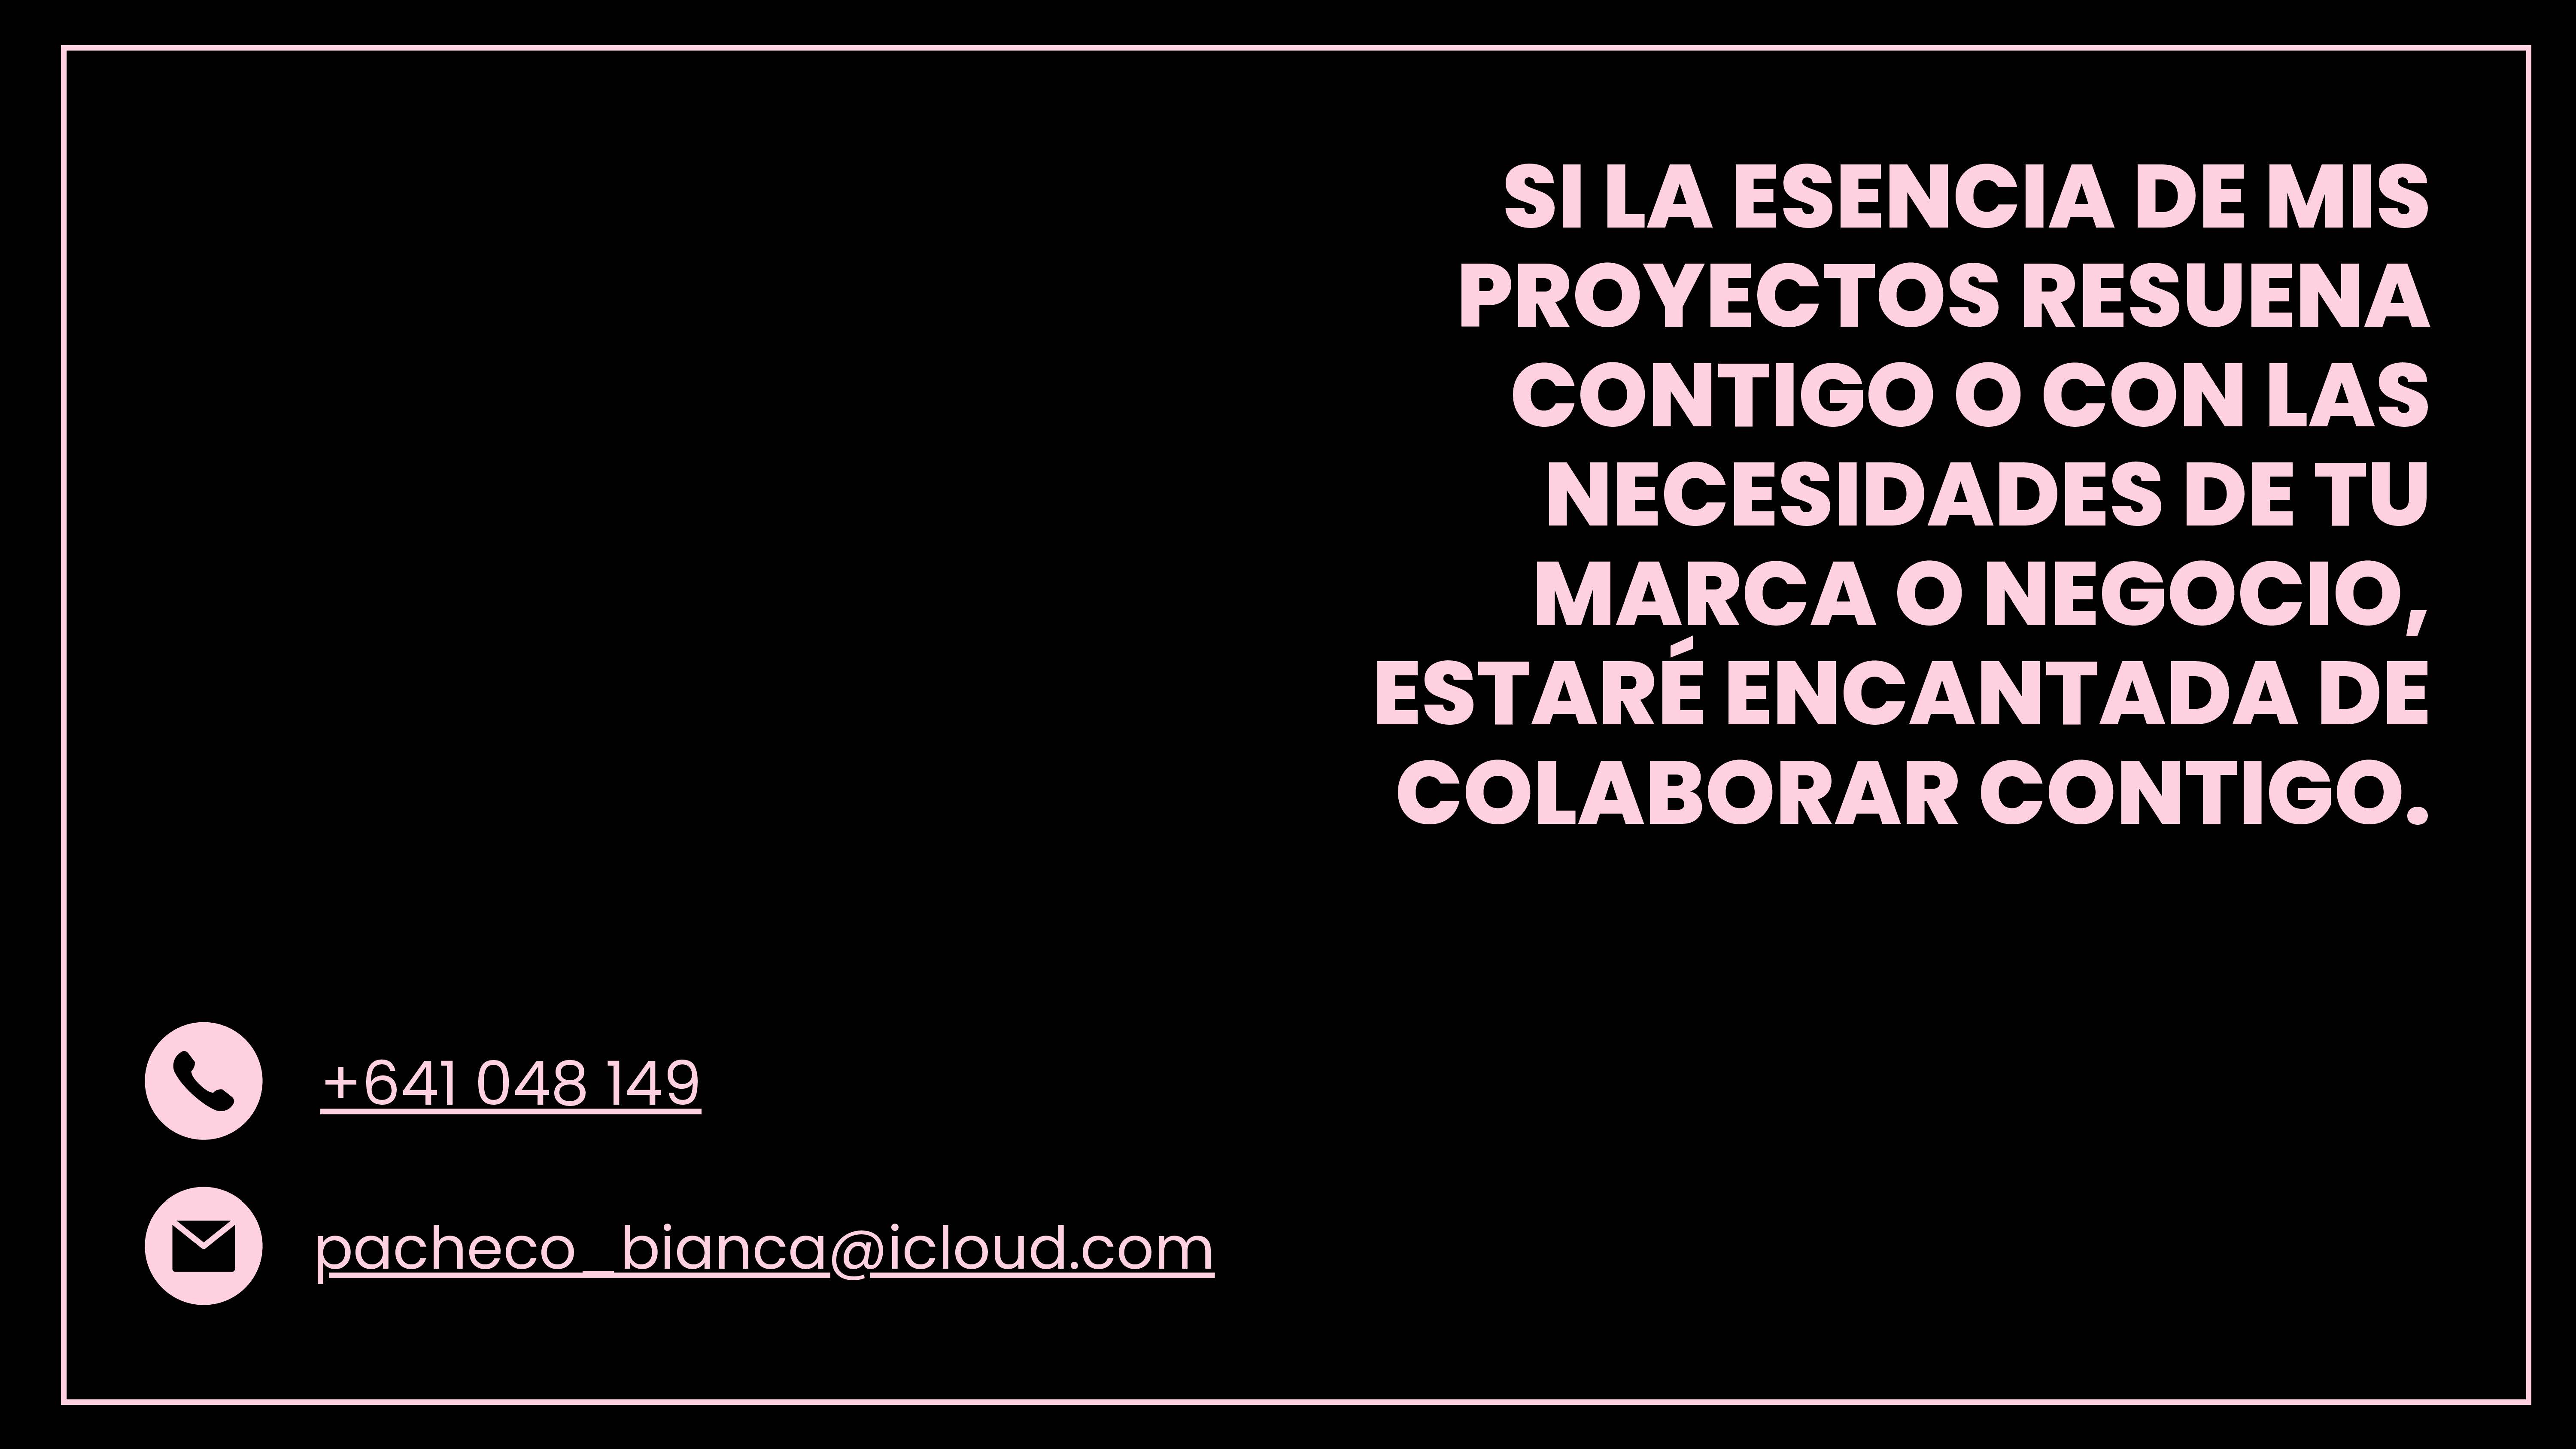 SI LA ESENCIA DE MIS
PROYECTOS RESUENA
CONTIGO O CON LAS
NECESIDADES DE TU
MARCA O NEGOCIO,
ESTARÉ ENCANTADA DE
COLABORAR CONTIGO.
+641 048 149
pacheco_bianca@icloud.com